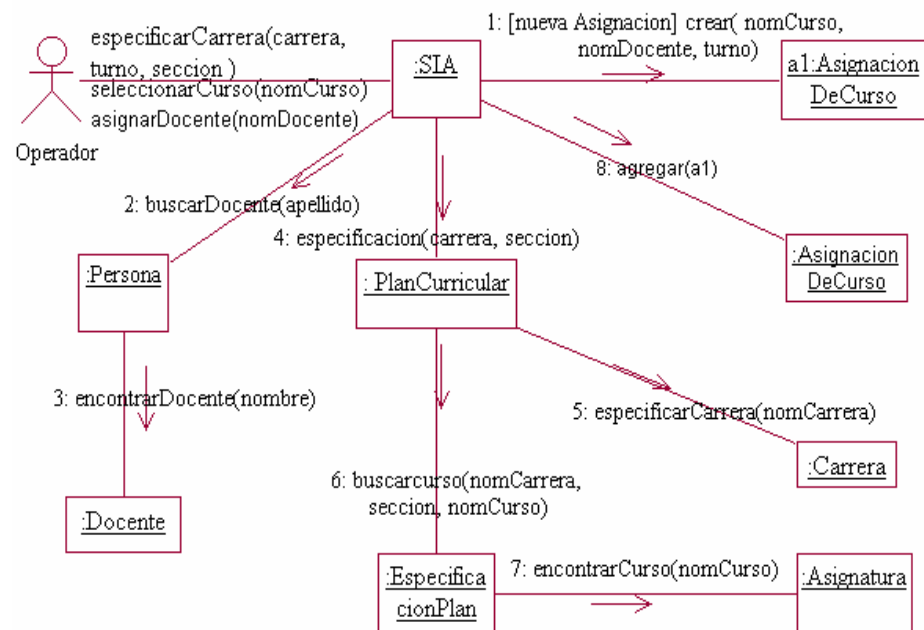 1: [nueva Asignacion] crear( nomCurso,
nomDocente, turno)
especificarCarrera(carrera,
turno, seccion )
seleccionarCurso(nomCurso)
asignarDocente(nomDocente)
Operador
:SIA
a1:Asignacion
DeCurso
8: agregar(a1)
2: buscarDocente(apellido)
4: especificacion(carrera, seccion)
:Persona
: PlanCurricular
:Asignacion
DeCurso
3: encontrarDocente(nombre)
5: especificarCarrera(nomCarrera)
:Carrera
6: buscarcurso(nomCarrera,
seccion, nomCurso)
:Docente
:Especifica
cionPlan
7: encontrarCurso(nomCurso)
:Asignatura